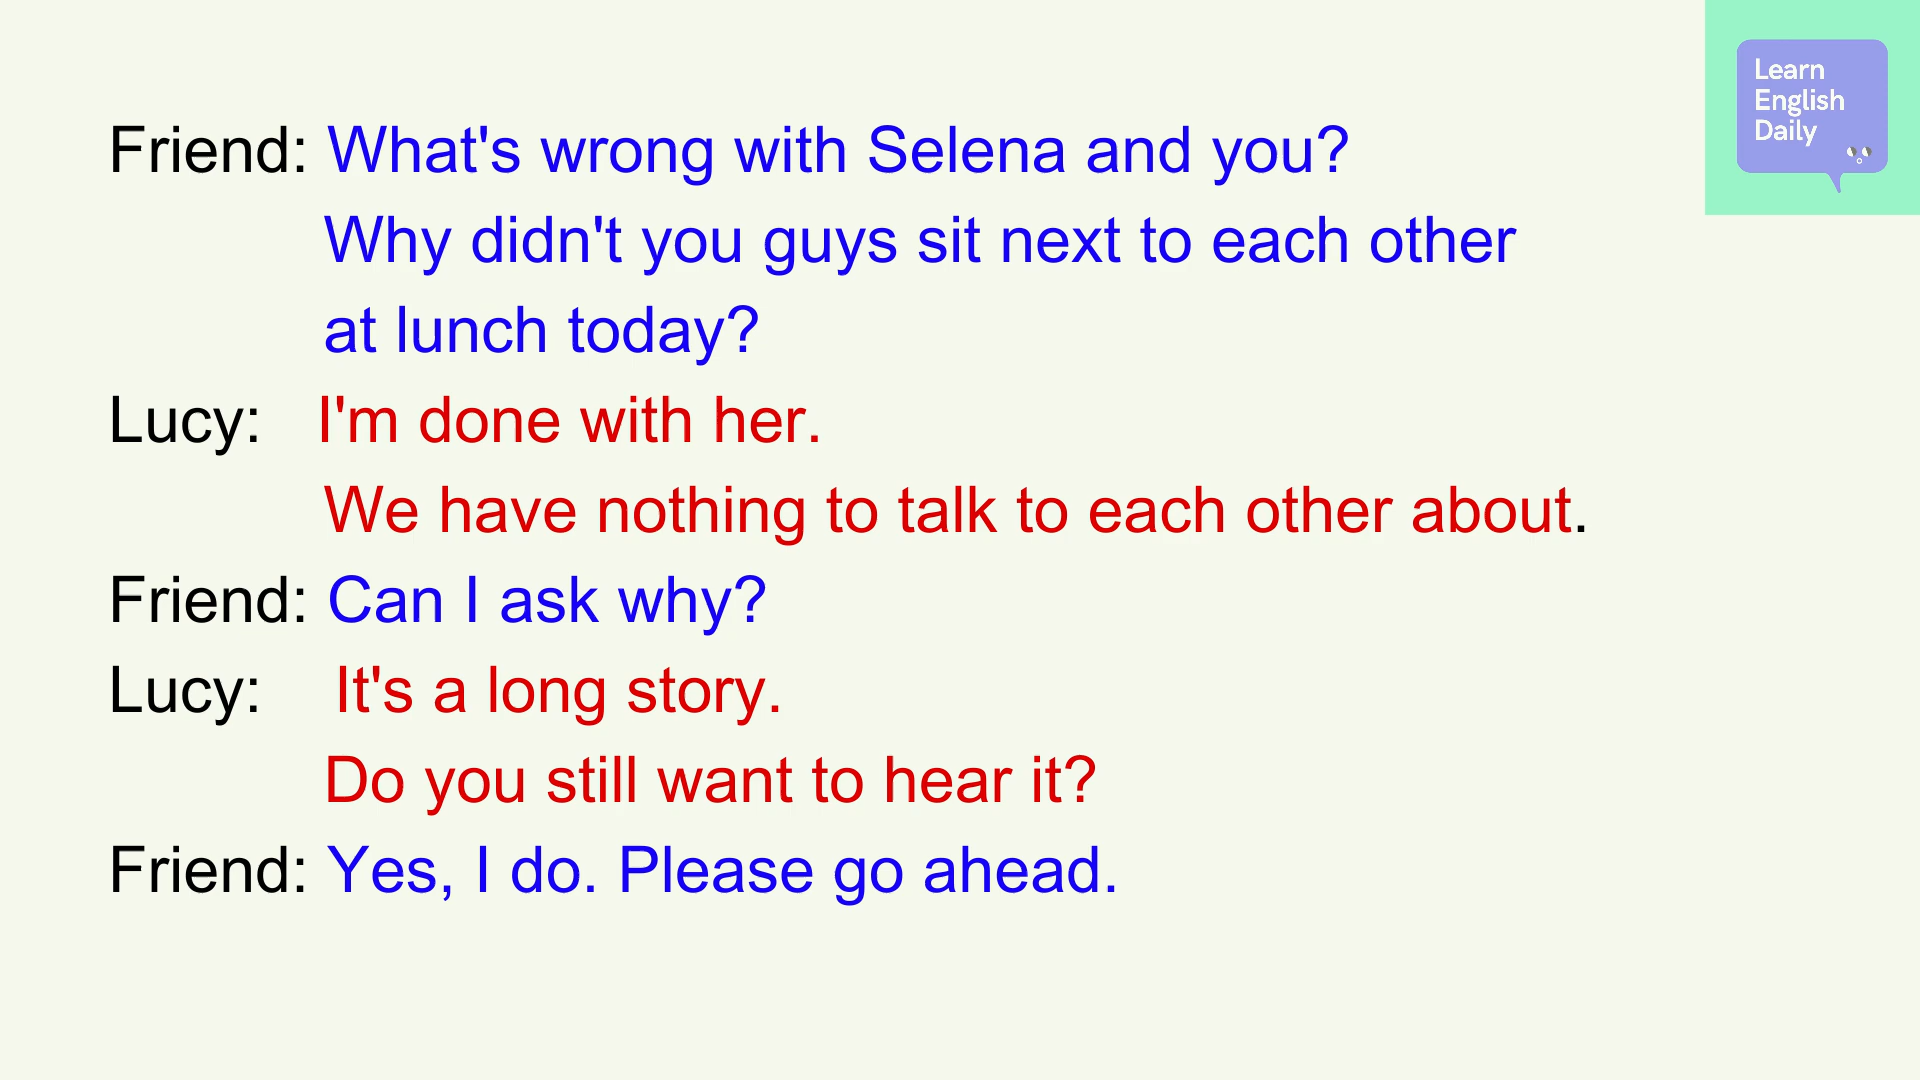 Learn
English
Daily
Friend: What's wrong with Selena and you?
Why didn't you guys sit next to each other
at lunch today?
Lucy: I'm done with her.
We have nothing to talk to each other about.
Friend: Can I ask why?
Lucy: It's a long story.
Do you still want to hear it?
Friend: Yes, I do. Please go ahead.